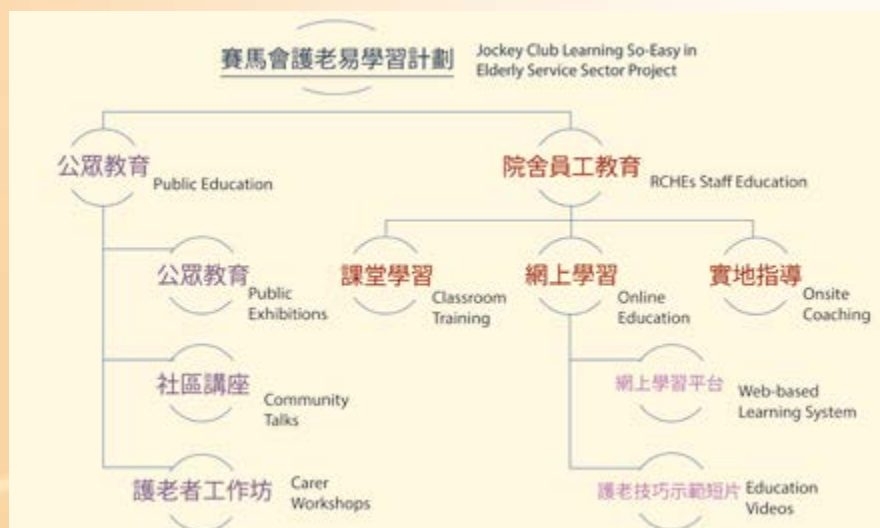 賽馬會護老易學習計劃
Jockey Club Learning So-Easy in
Elderly Service Sector Project
公眾教育
Public Education
院舍員工教育
RCHEs Staff Education
公眾教育
Public
Exhibitions
課堂學習
Classroom
Training
網上學習
Online
Education
實地指導
Onsite
Coaching
社區講座
Community
Talks
網上學習平台
Web-based
Learning System
護老者工作坊
Carer
Workshops
護老技巧示範短片
Education
Videos